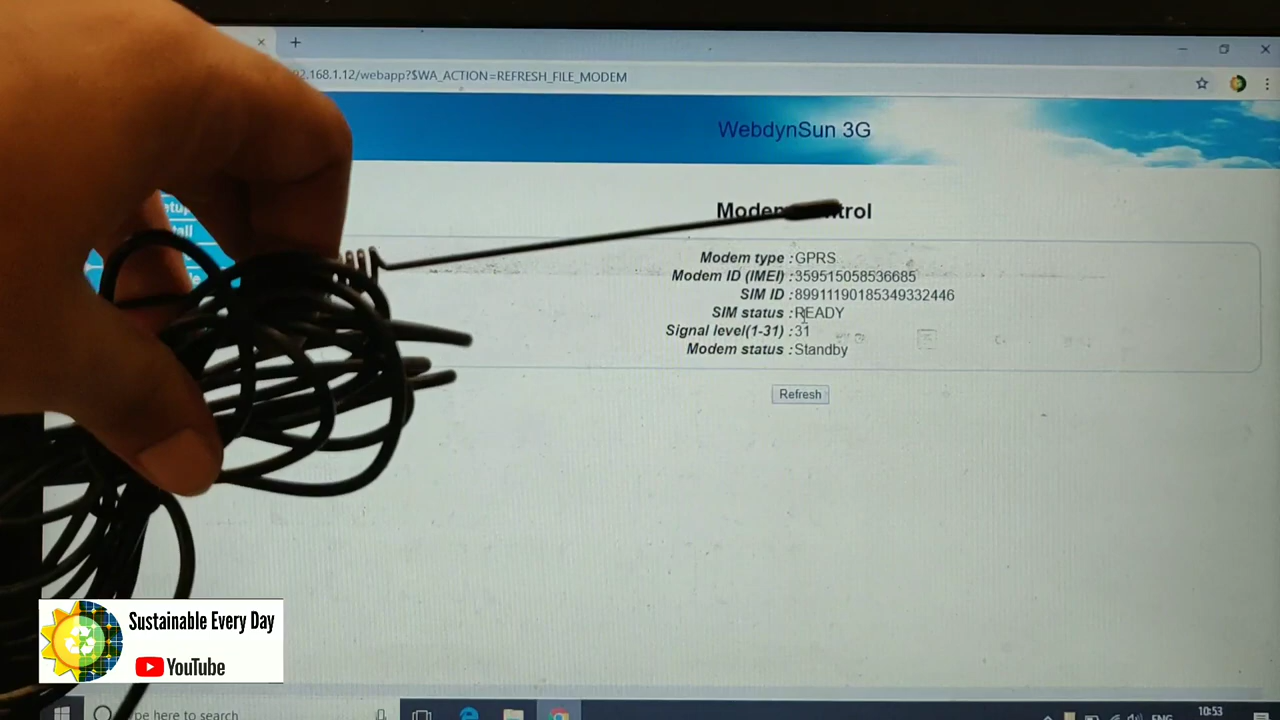 92.168.1.12/webapp?$WA_ACTION=REFRESH_FILE_MODEM
WebdynSun 3G
Modem type :GPRS
Modem ID (IMEI) :359515058536685
SIM ID :89911190185349332446
SIM status :READY
Signal level(1-31) :31
Modem status :Standby
Refresh
Sustainable Every Day
YouTube
here to search
ENG
10:53